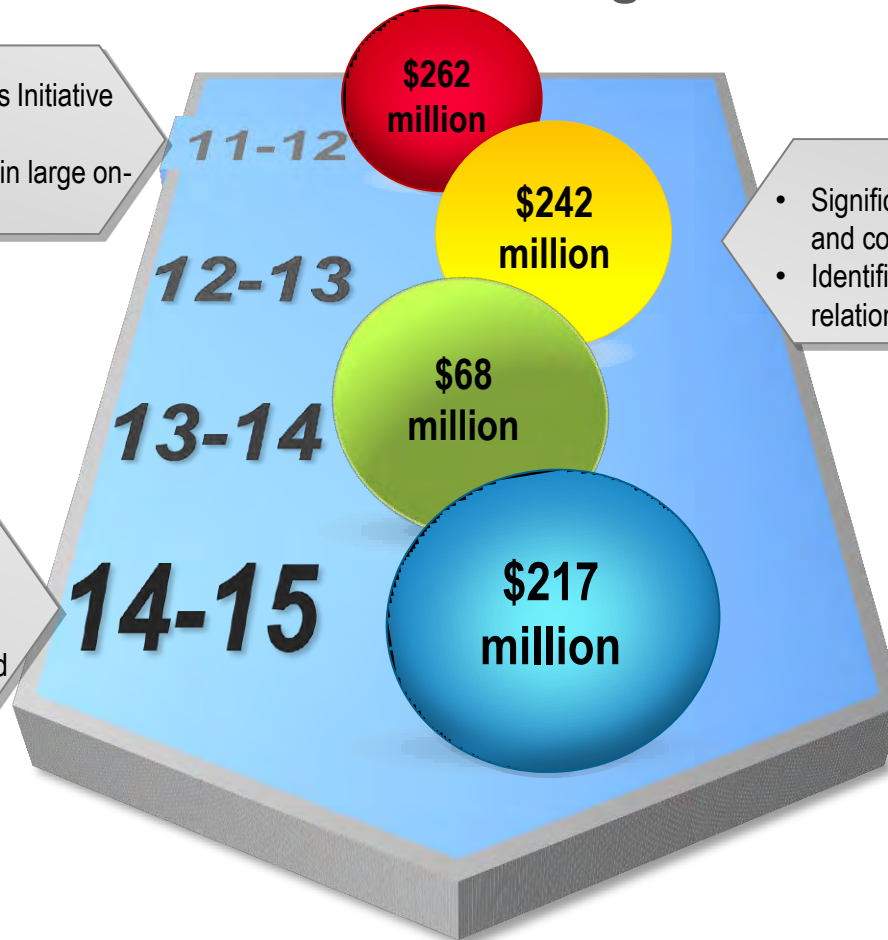 s Initiative
in large on-
11-12
$262
million
12-13
$242
million
• Signific
and co
• Identifi
relation
13-14
$68
million
14-15
$217
million